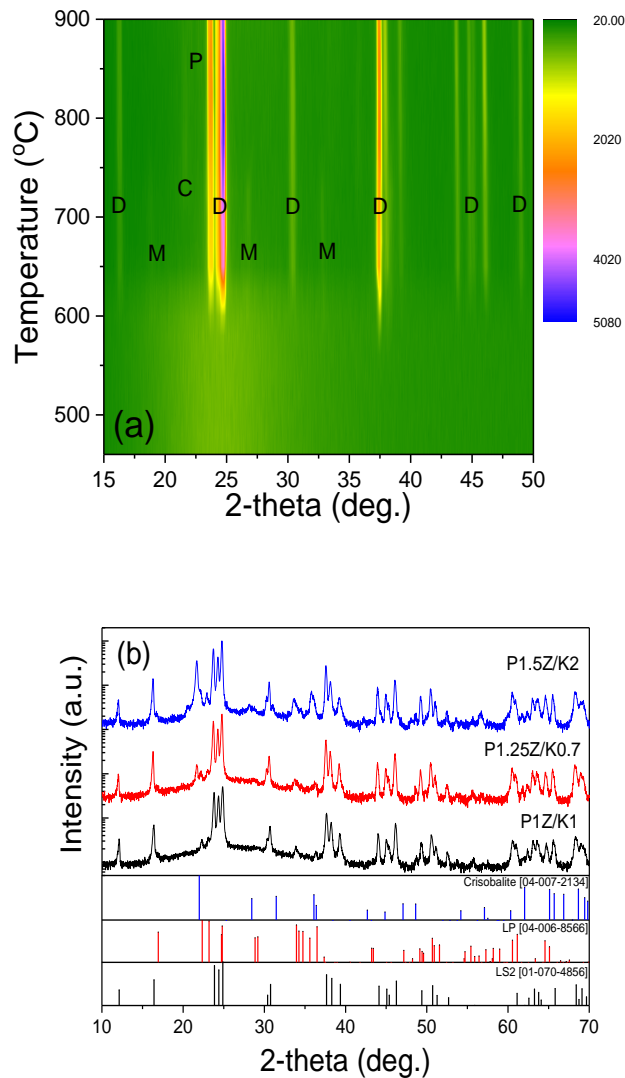 900
20.00
P
800
2020
C
700
D
D
D
D
D
D
M
M
M
4020
600
5080
500
(a)
Temperature (°C)
15
20
25
30
35
40
45
50
2-theta (deg.)
(b)
P1.5Z/K2
P1.25Z/K0.7
P1Z/K1
Intensity (a.u.)
Crisobalite [04-007-2134]
LP [04-006-8566]
LS2 [01-070-4856]
10
20
30
40
50
60
70
2-theta (deg.)